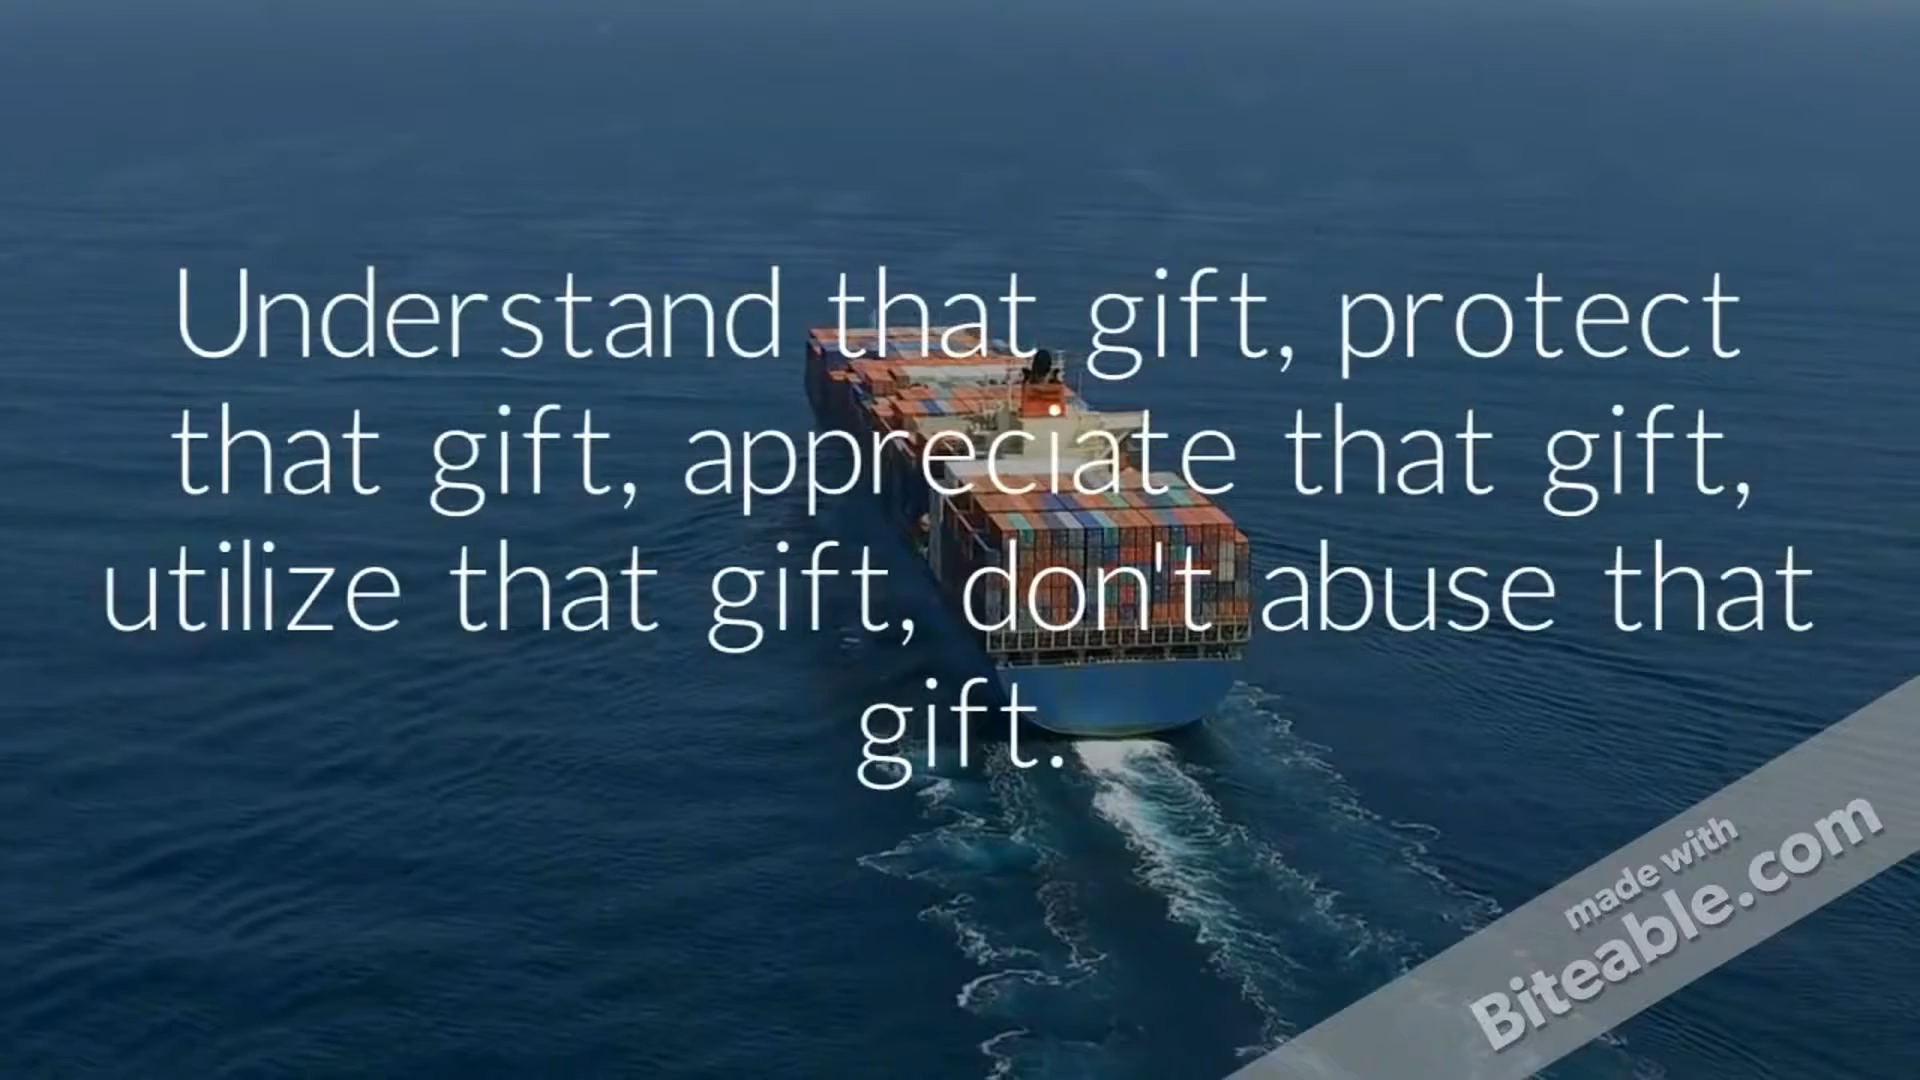 Understand that gift, protect
that gift, appreciate that gift,
utilize that gift, don't abuse that
gift.
made with
Biteable.com